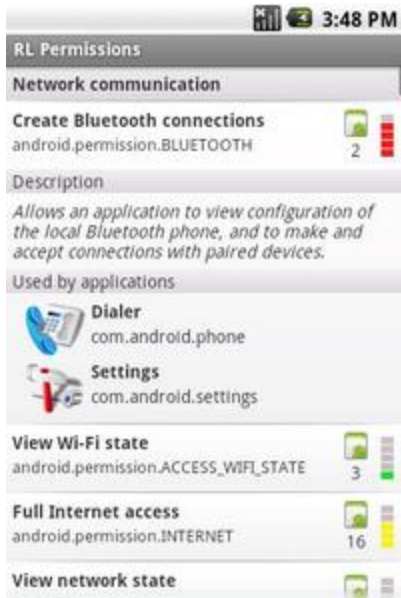 3:48 PM
RL Permissions
Network communication
Create Bluetooth connections
android.permission.BLUETOOTH
2
Description
Allows an application to view configuration of
the local Bluetooth phone, and to make and
accept connections with paired devices.
Used by applications
Dialer
com.android.phone
Settings
com.android.settings
View Wi-Fi state
android.permission.ACCESS_WIFI_STATE
3
Full Internet access
android.permission.INTERNET
16
View network state